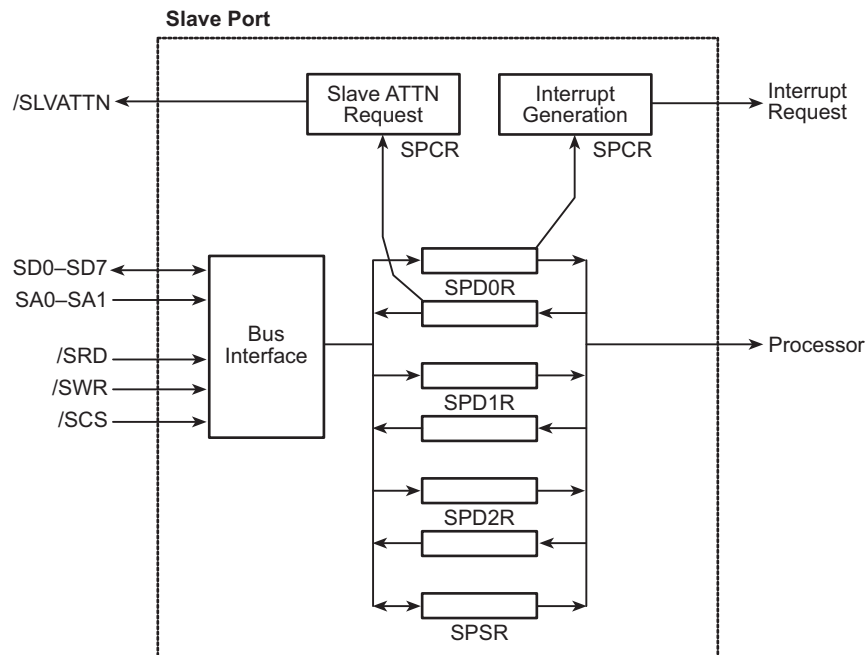 Slave Port
/SLVATTN
Slave ATTN
Request
SPCR
Interrupt
Generation
SPCR
Interrupt
Request
SD0–SD7
SA0–SA1
/SRD
/SWR
/SCS
Bus
Interface
SPD0R
SPD1R
SPD2R
SPSR
Processor